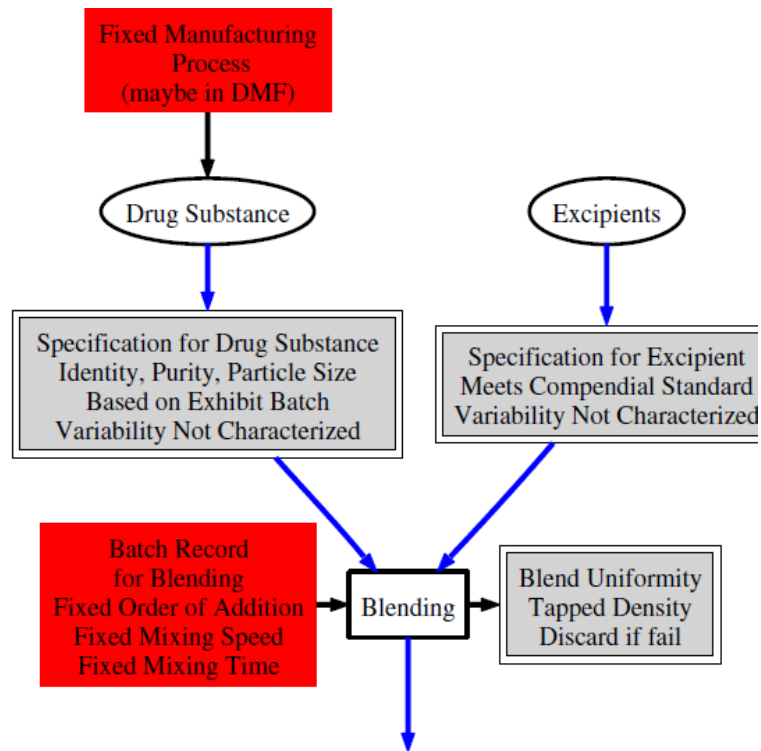 Fixed Manufacturing
Process
(maybe in DMF)
Drug Substance
Excipients
Specification for Drug Substance
Identity, Purity, Particle Size
Based on Exhibit Batch
Variability Not Characterized
Specification for Excipient
Meets Compendial Standard
Variability Not Characterized
Batch Record
for Blending
Fixed Order of Addition
Fixed Mixing Speed
Fixed Mixing Time
Blending
Blend Uniformity
Tapped Density
Discard if fail